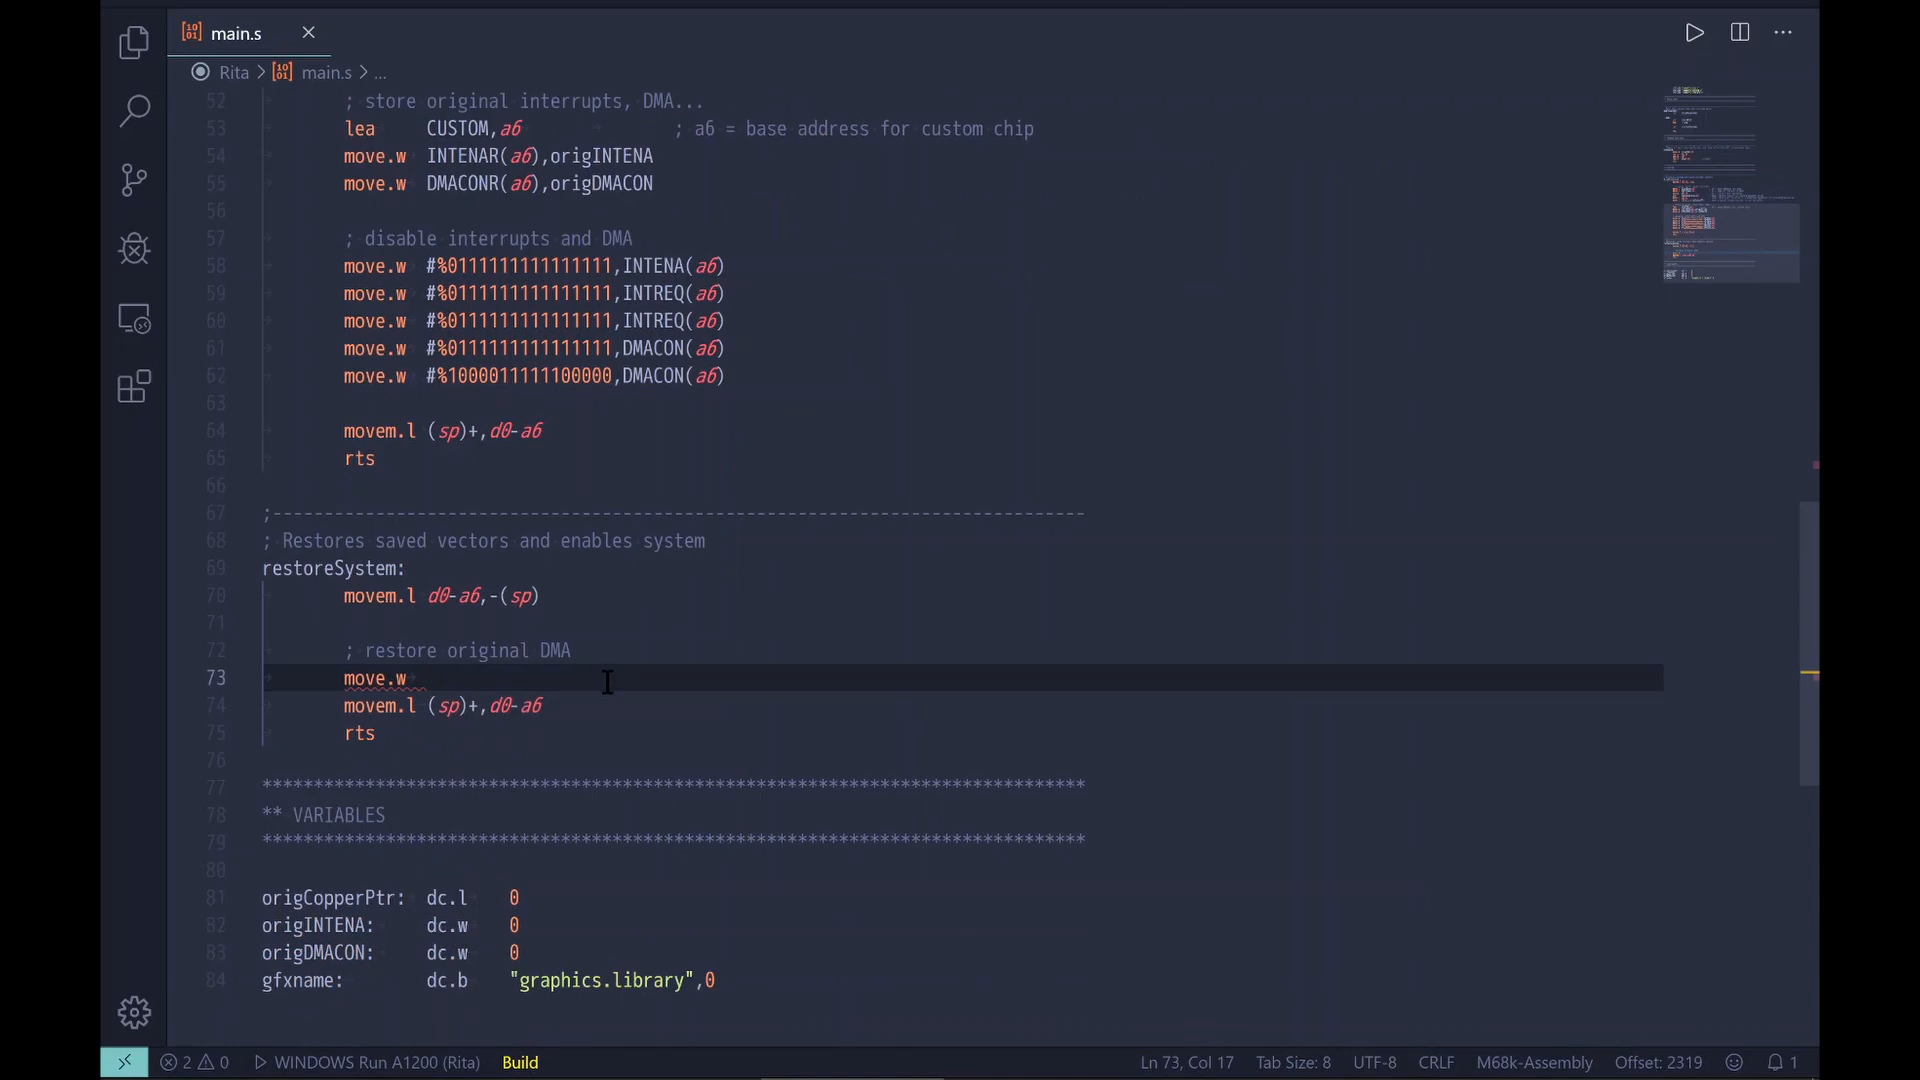 main.s
Rita > main.s > ...
52 ; store original interrupts, DMA...
53 lea CUSTOM,a6 ; a6 = base address for custom chip
54 move.w INTENAR(a6),origINTENA
55 move.w DMACONR(a6),origDMACON
56
57 ; disable interrupts and DMA
58 move.w #%0111111111111111,INTENA(a6)
59 move.w #%0111111111111111,INTREQ(a6)
60 move.w #%0111111111111111,INTREQ(a6)
61 move.w #%0111111111111111,DMACON(a6)
62 move.w #%1000011111100000,DMACON(a6)
63
64 movem.l (sp)+,d0-a6
65 rts
66
67 ;-------------------------------------------------------------------------------
68 ; Restores saved vectors and enables system
69 restoreSystem:
70 movem.l d0-a6,-(sp)
71
72 ; restore original DMA
73 move.w
74 movem.l (sp)+,d0-a6
75 rts
76
77 ********************************************************************************
78 ** VARIABLES
79 ********************************************************************************
80
81 origCopperPtr: dc.l 0
82 origINTENA: dc.w 0
83 origDMACON: dc.w 0
84 gfxname: dc.b "graphics.library",0
2 0 WINDOWS Run A1200 (Rita) Build Ln 73, Col 17 Tab Size: 8 UTF-8 CRLF M68k-Assembly Offset: 2319 1